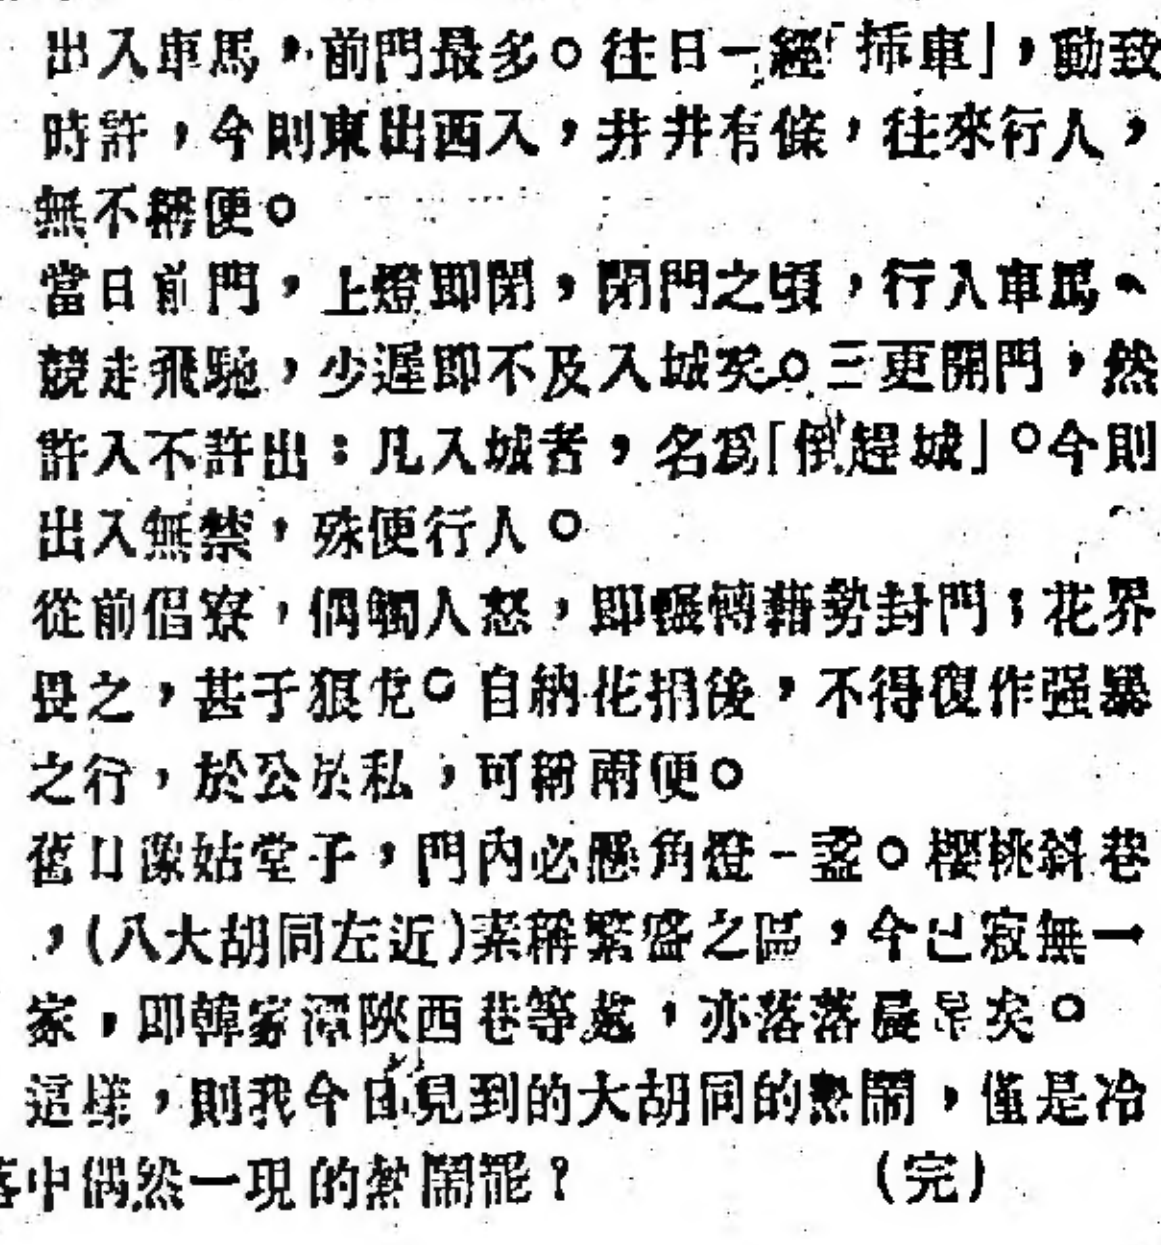 出入車馬，前門最多。往日一經「插車」，動致
時許，今則東出西入，井井有條，往來行人，
無不稱便。
當日前門，上燈即閉，閉門之頃，行入車馬、
競走飛馳，少遲即不及入城矣。三更開門，然
許入不許出；凡入城者，名爲「倒趕城」。今則
出入無禁，殊便行人。
從前倡寮，偶觸人怒，即輾轉藉勢封門；花界
畏之，甚于狼虎。自納花捐後，不得復作强暴
之行，於公於私，可稱兩便。
舊日像姑堂子，門內必懸角燈一盞。櫻桃斜巷
，(八大胡同左近)素稱繁盛之區，今已寂無一
家，即韓家潭陝西巷等處，亦落落晨星矣。
這樣，則我今日見到的大胡同的熱鬧，僅是冷
落中偶然一現的熱鬧罷？（完）